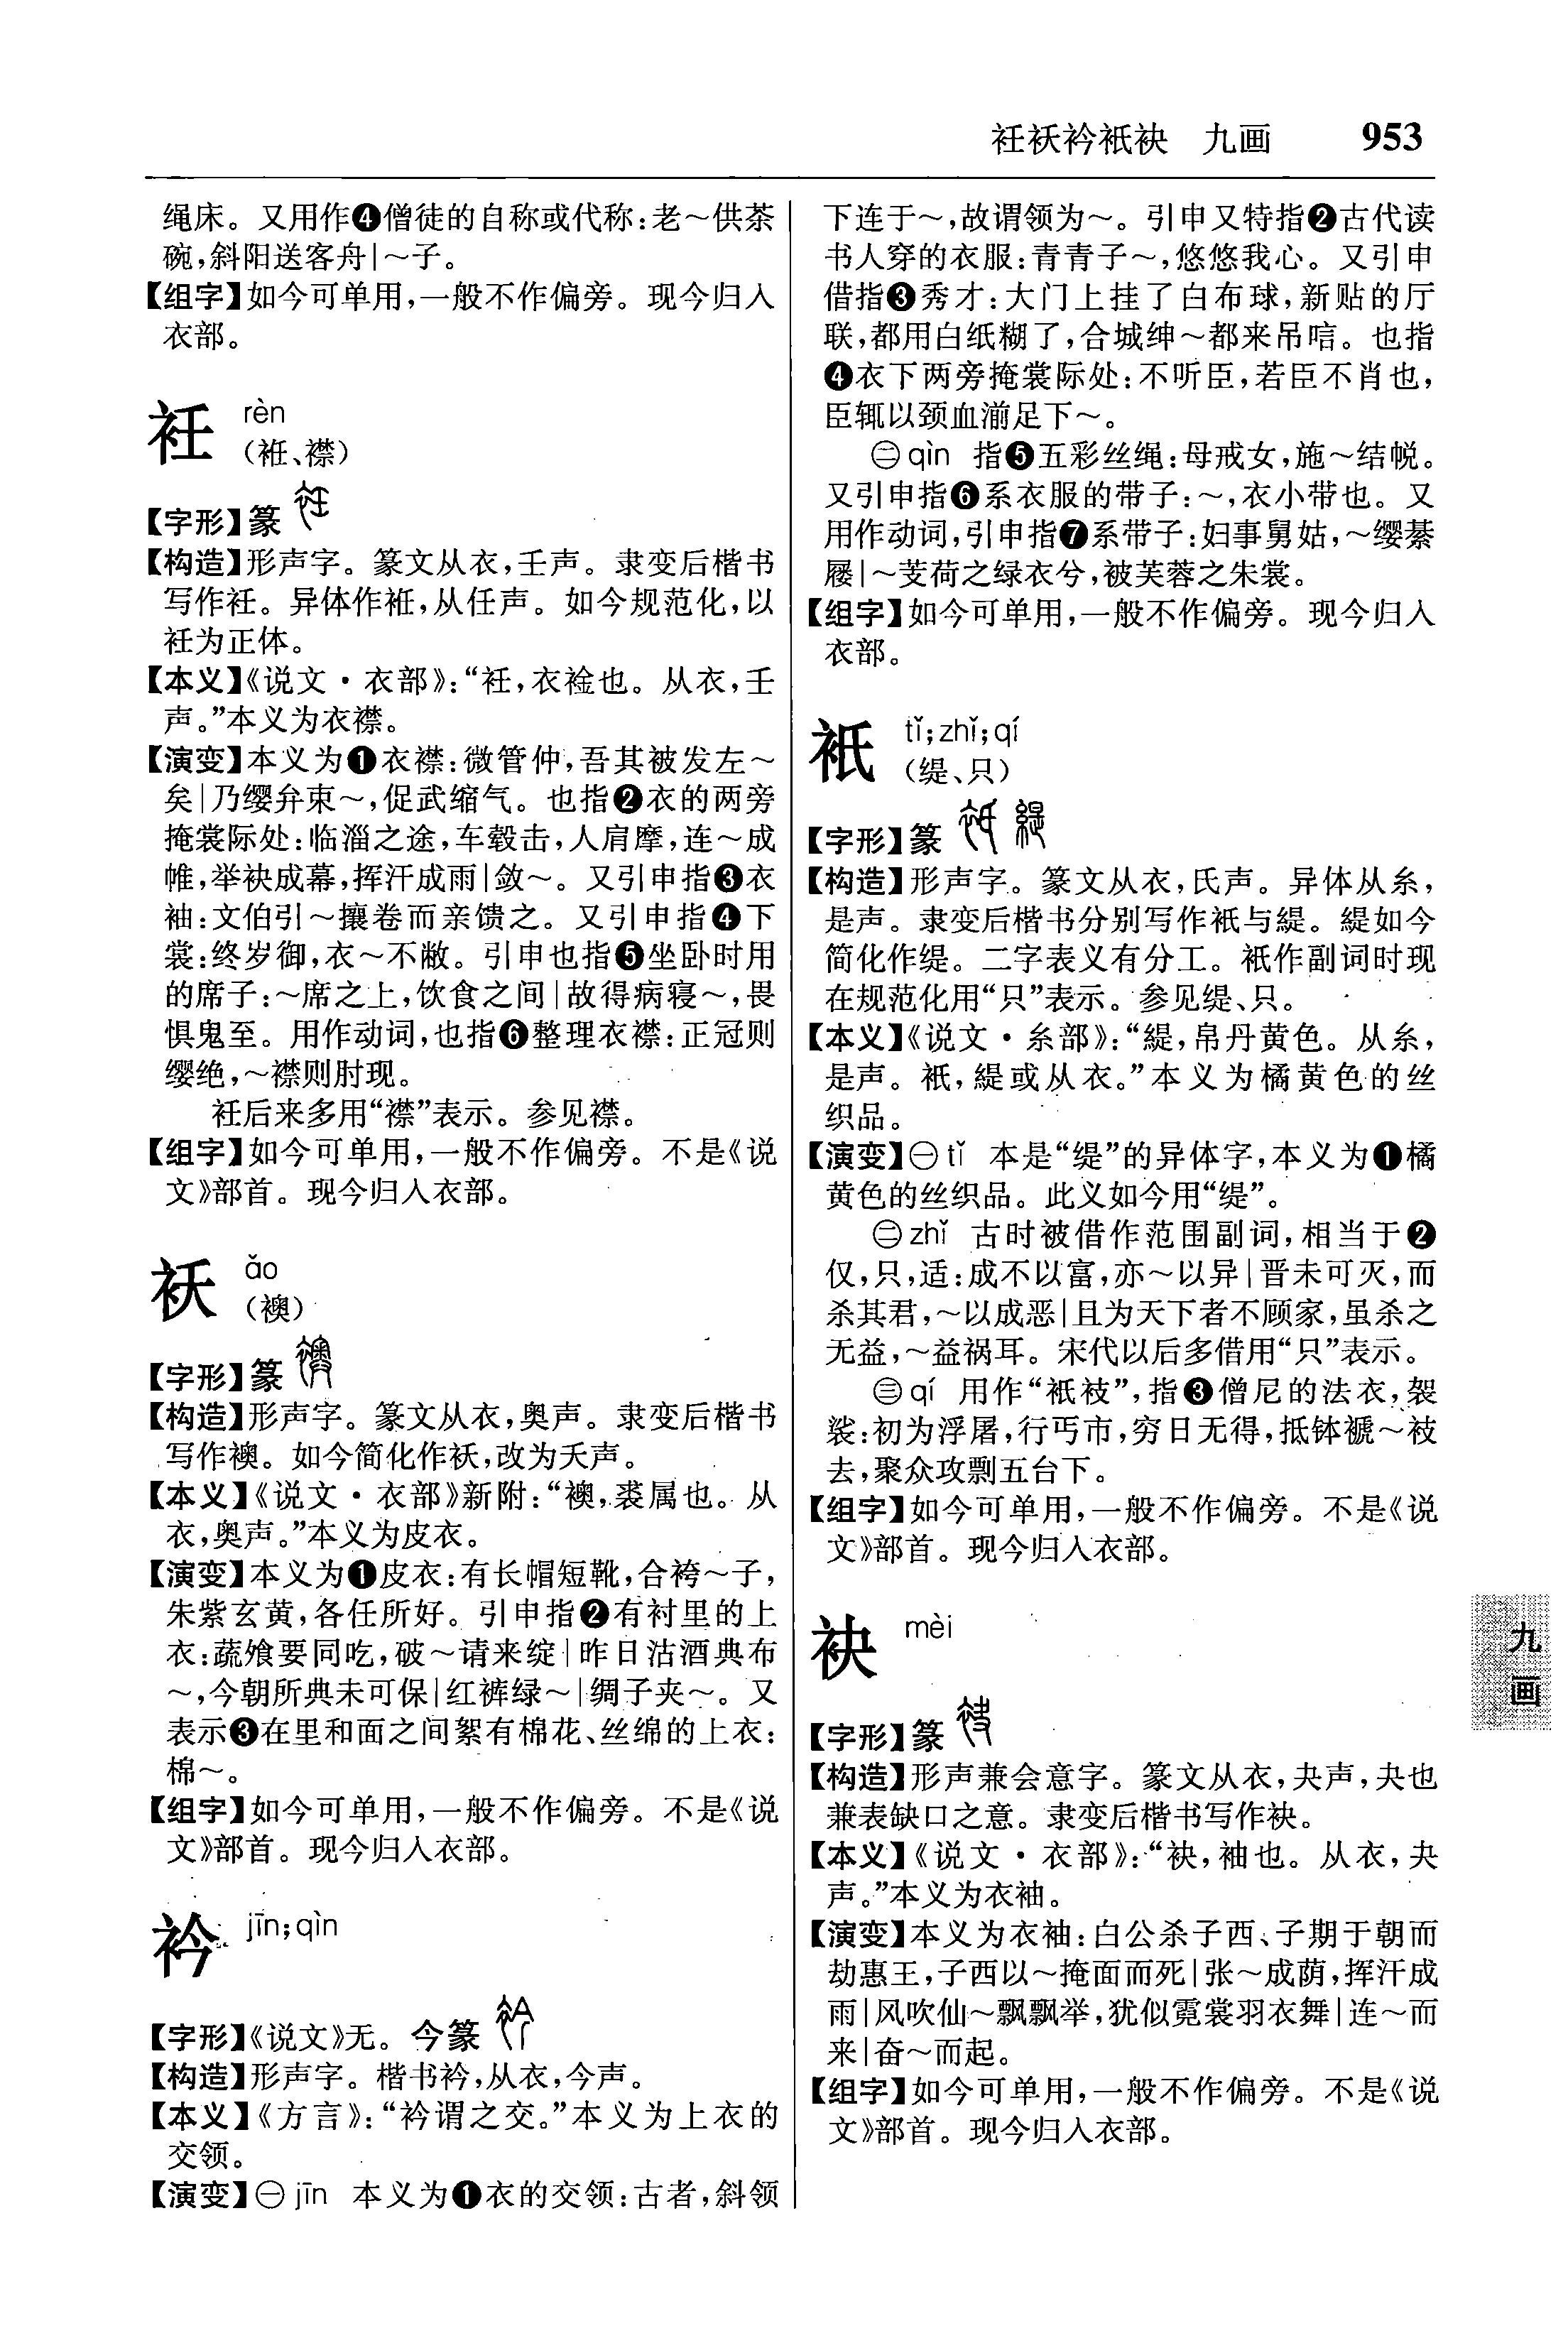 衽袄衿衹袂 九画 953
绳床。又用作❹僧徒的自称或代称:老～供茶
碗,斜阳送客舟|～子。
【组字】如今可单用,一般不作偏旁。现今归入
衣部。
衽 rèn
(袵、襟)
【字形】篆
【构造】形声字。篆文从衣,壬声。隶变后楷书
写作衽。异体作袵,从任声。如今规范化,以
衽为正体。
【本义】《说文·衣部》:“衽,衣𬡓也。从衣,壬
声。”本义为衣襟。
【演变】本义为❶衣襟:微管仲,吾其被发左～
矣|乃缨弁束～,促武缩气。也指❷衣的两旁
掩裳际处:临淄之途,车毂击,人肩摩,连～成
帷,举袂成幕,挥汗成雨|敛～。又引申指❸衣
袖:文伯引～攘卷而亲馈之。又引申指❹下
裳:终岁御,衣～不敝。引申也指❺坐卧时用
的席子:～席之上,饮食之间|故得病寝～,畏
惧鬼至。用作动词,也指❻整理衣襟:正冠则
缨绝,～襟则肘现。
衽后来多用“襟”表示。参见襟。
【组字】如今可单用,一般不作偏旁。不是《说
文》部首。现今归入衣部。
袄 ǎo
(襖)
【字形】篆
【构造】形声字。篆文从衣,奥声。隶变后楷书
写作襖。如今简化作袄,改为夭声。
【本义】《说文·衣部》新附:“襖,裘属也。从
衣,奥声。”本义为皮衣。
【演变】本义为❶皮衣:有长帽短靴,合袴～子,
朱紫玄黄,各任所好。引申指❷有衬里的上
衣:蔬飧要同吃,破～请来绽|昨日沽酒典布
～,今朝所典未可保|红裤绿～|绸子夹～。又
表示❸在里和面之间絮有棉花、丝绵的上衣:
棉～。
【组字】如今可单用,一般不作偏旁。不是《说
文》部首。现今归入衣部。
衿 jīn;qìn
【字形】《说文》无。今篆
【构造】形声字。楷书衿,从衣,今声。
【本义】《方言》:“衿谓之交。”本义为上衣的
交领。
【演变】㊀jīn 本义为❶衣的交领:古者,斜领
下连于～,故谓领为～。引申又特指❷古代读
书人穿的衣服:青青子～,悠悠我心。又引申
借指❸秀才:大门上挂了白布球,新贴的厅
联,都用白纸糊了,合城绅～都来吊唁。也指
❹衣下两旁掩裳际处:不听臣,若臣不肖也,
臣辄以颈血湔足下～。
㊁qìn 指❺五彩丝绳:母戒女,施～结帨。
又引申指❻系衣服的带子:～,衣小带也。又
用作动词,引申指❼系带子:妇事舅姑,～缨綦
屦|～芰荷之绿衣兮,被芙蓉之朱裳。
【组字】如今可单用,一般不作偏旁。现今归入
衣部。
衹 tǐ;zhǐ;qí
(缇、只)
【字形】篆
【构造】形声字。篆文从衣,氏声。异体从糸,
是声。隶变后楷书分别写作衹与緹。緹如今
简化作缇。二字表义有分工。衹作副词时现
在规范化用“只”表示。参见缇、只。
【本义】《说文·糸部》:“緹,帛丹黄色。从糸,
是声。衹,緹或从衣。”本义为橘黄色的丝
织品。
【演变】㊀tǐ 本是“缇”的异体字,本义为❶橘
黄色的丝织品。此义如今用“缇”。
㊁zhǐ 古时被借作范围副词,相当于❷
仅,只,适:成不以富,亦～以异|晋未可灭,而
杀其君,～以成恶|且为天下者不顾家,虽杀之
无益,～益祸耳。宋代以后多借用“只”表示。
㊂qí 用作“衹衼”,指❸僧尼的法衣,袈
裟:初为浮屠,行丐市,穷日无得,抵钵褫～衼
去,聚众攻剽五台下。
【组字】如今可单用,一般不作偏旁。不是《说
文》部首。现今归入衣部。
袂 mèi
【字形】篆
【构造】形声兼会意字。篆文从衣,夬声,夬也
兼表缺口之意。隶变后楷书写作袂。
【本义】《说文·衣部》:“袂,袖也。从衣,夬
声。”本义为衣袖。
【演变】本义为衣袖:白公杀子西、子期于朝而
劫惠王,子西以～掩面而死|张～成荫,挥汗成
雨|风吹仙～飘飘举,犹似霓裳羽衣舞|连～而
来|奋～而起。
【组字】如今可单用,一般不作偏旁。不是《说
文》部首。现今归入衣部。
九
画